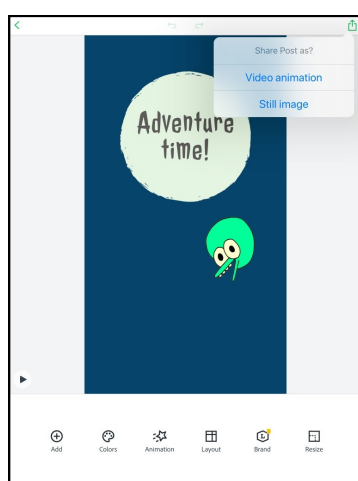 Share Post as?
Video animation
Still image
Adventure
time!
Add
Colors
Animation
Layout
Brand
Resize